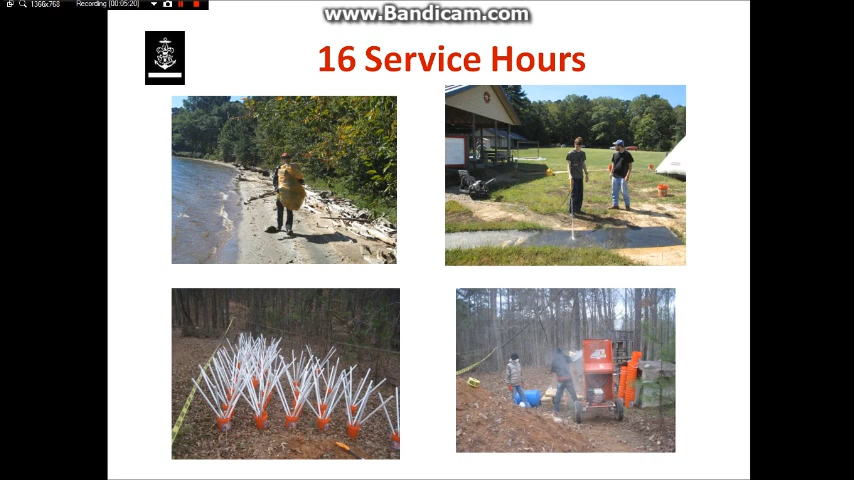 1366x768
Recording [00:05:20]
www.Bandicam.com
16 Service Hours